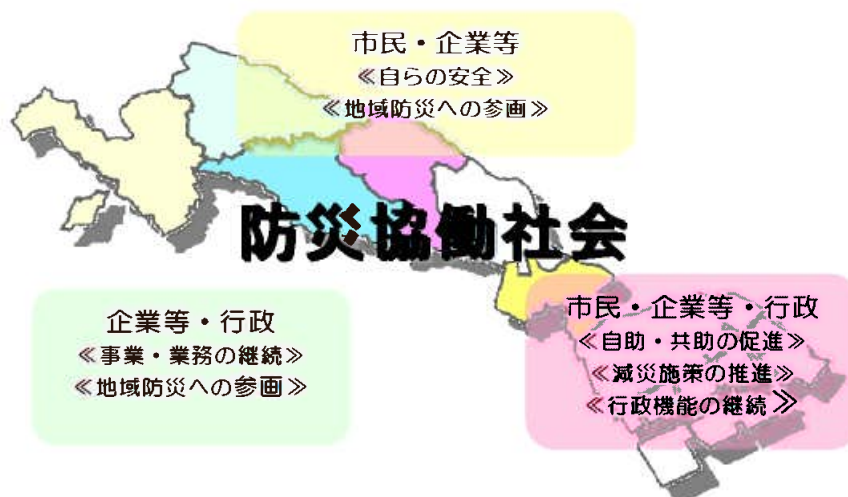 市民・企業等
≪自らの安全≫
≪地域防災への参画≫
防災協働社会
企業等・行政
≪事業・業務の継続≫
≪地域防災への参画≫
市民・企業等・行政
≪自助・共助の促進≫
≪減災施策の推進≫
≪行政機能の継続≫